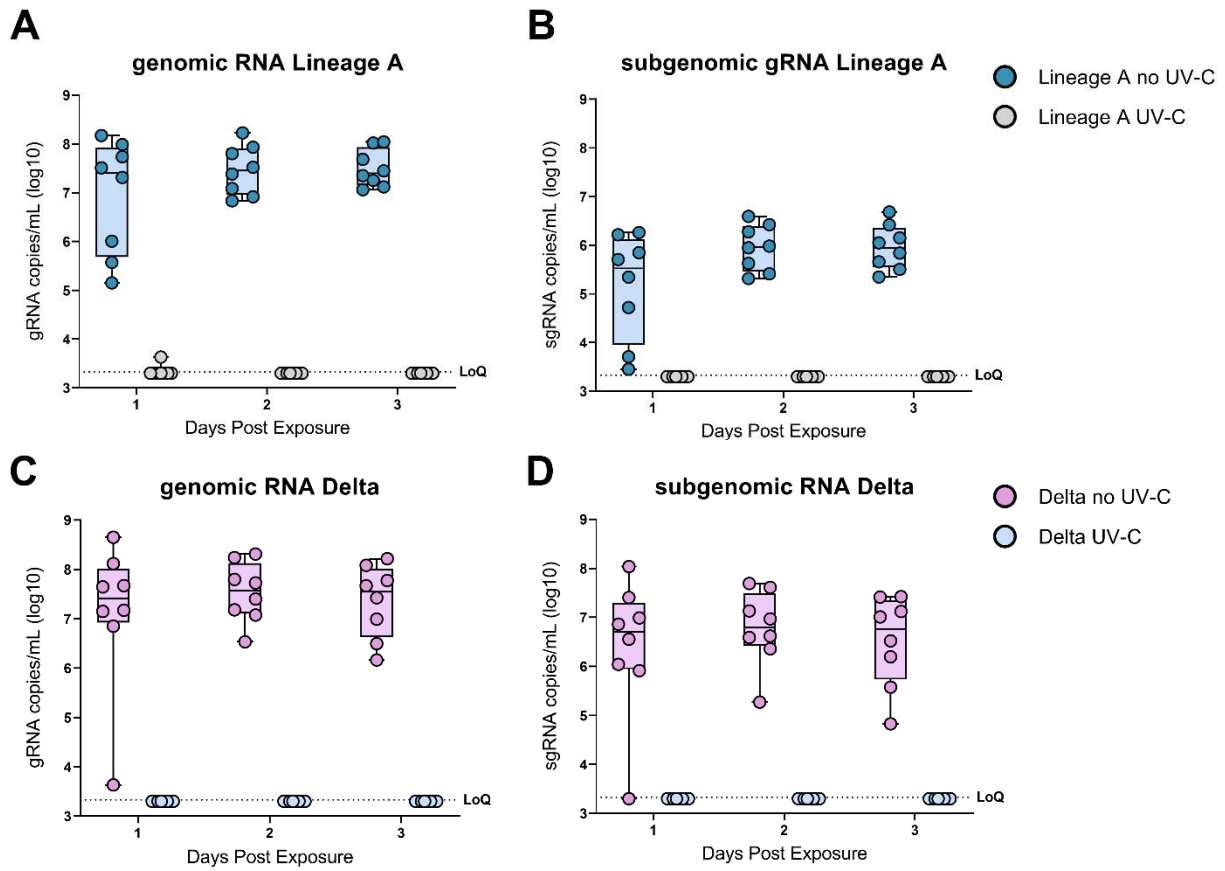 A
genomic RNA Lineage A
gRNA copies/mL (log10)
9
8
7
6
5
4
3
LoQ
1
2
3
Days Post Exposure
B
subgenomic gRNA Lineage A
sgRNA copies/mL (log10)
9
8
7
6
5
4
3
LoQ
1
2
3
Days Post Exposure
Lineage A no UV-C
Lineage A UV-C
C
genomic RNA Delta
gRNA copies/mL (log10)
9
8
7
6
5
4
3
LoQ
1
2
3
Days Post Exposure
D
subgenomic RNA Delta
sgRNA copies/mL (log10)
9
8
7
6
5
4
3
LoQ
1
2
3
Days Post Exposure
Delta no UV-C
Delta UV-C